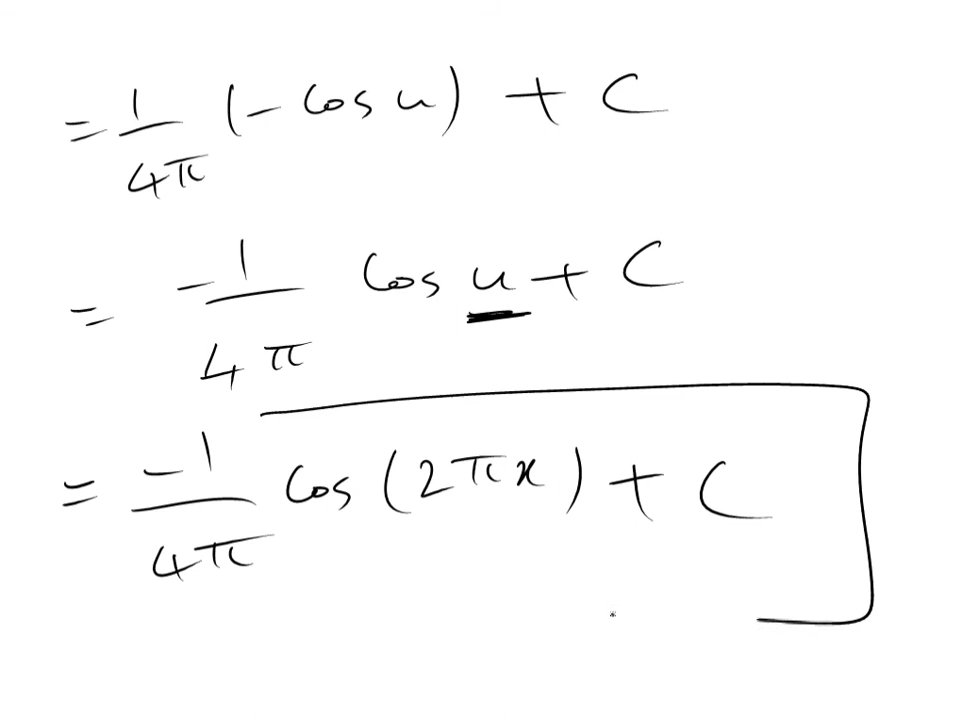 = 1/4π (- cos u) + C
= -1/4π cos u + C
= -1/4π cos (2πx) + C